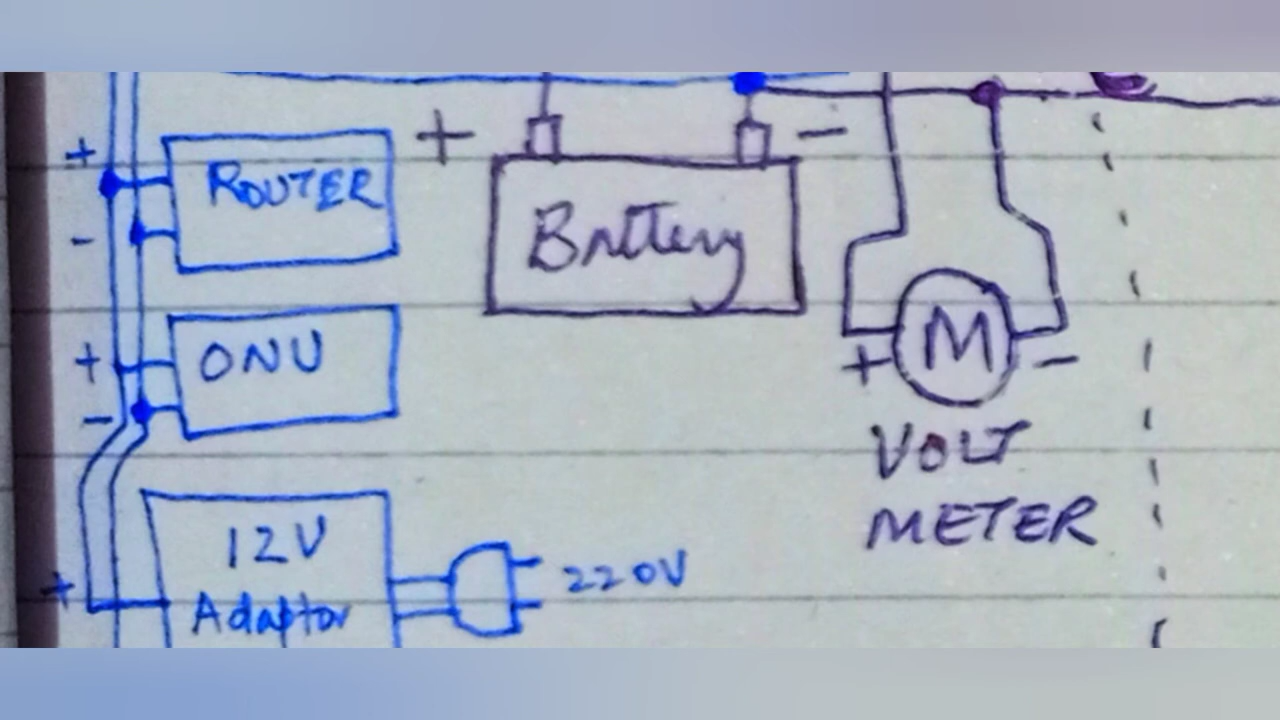 +
ROUTER
-
+
Battery
-
+
ONU
-
M
+
-
VOLT
METER
12V
Adaptor
+
220V